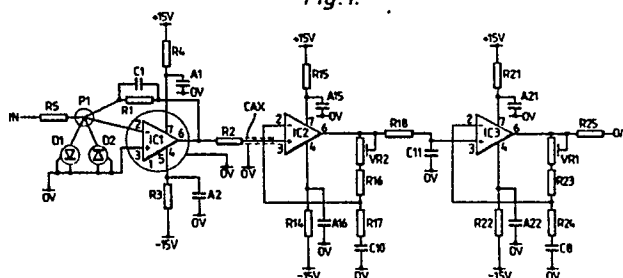 Fig. 1.
+15V
+15V
+15V
R4
R15
R21
C1
A1
0V
A15
0V
A21
0V
IN
R5
P1
R1
CAX
2
7
IC1
6
3
1
5
4
R2
2
7
IC2
6
3
4
R18
2
7
IC3
6
3
4
R25
D1
D2
0V
0V
VR2
C11
0V
VR1
0V
R3
A2
0V
R16
R23
R14
A16
0V
R17
R22
A22
0V
R24
C10
0V
C8
0V
-15V
-15V
-15V